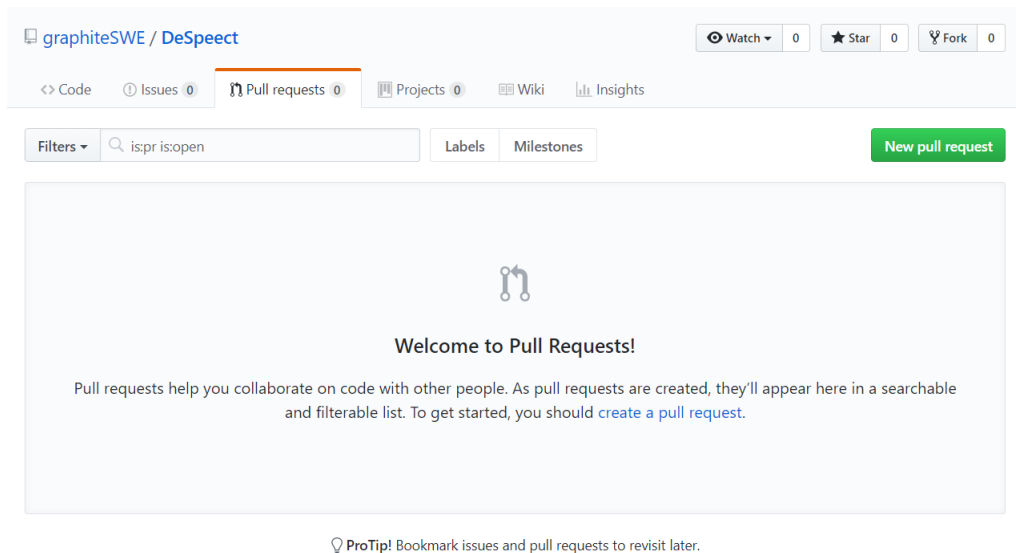 graphiteSWE / DeSpeect
Watch 0 Star 0 Fork 0
Code Issues 0 Pull requests 0 Projects 0 Wiki Insights
Filters is:pr is:open Labels Milestones New pull request
Welcome to Pull Requests!
Pull requests help you collaborate on code with other people. As pull requests are created, they’ll appear here in a searchable
and filterable list. To get started, you should create a pull request.
ProTip! Bookmark issues and pull requests to revisit later.